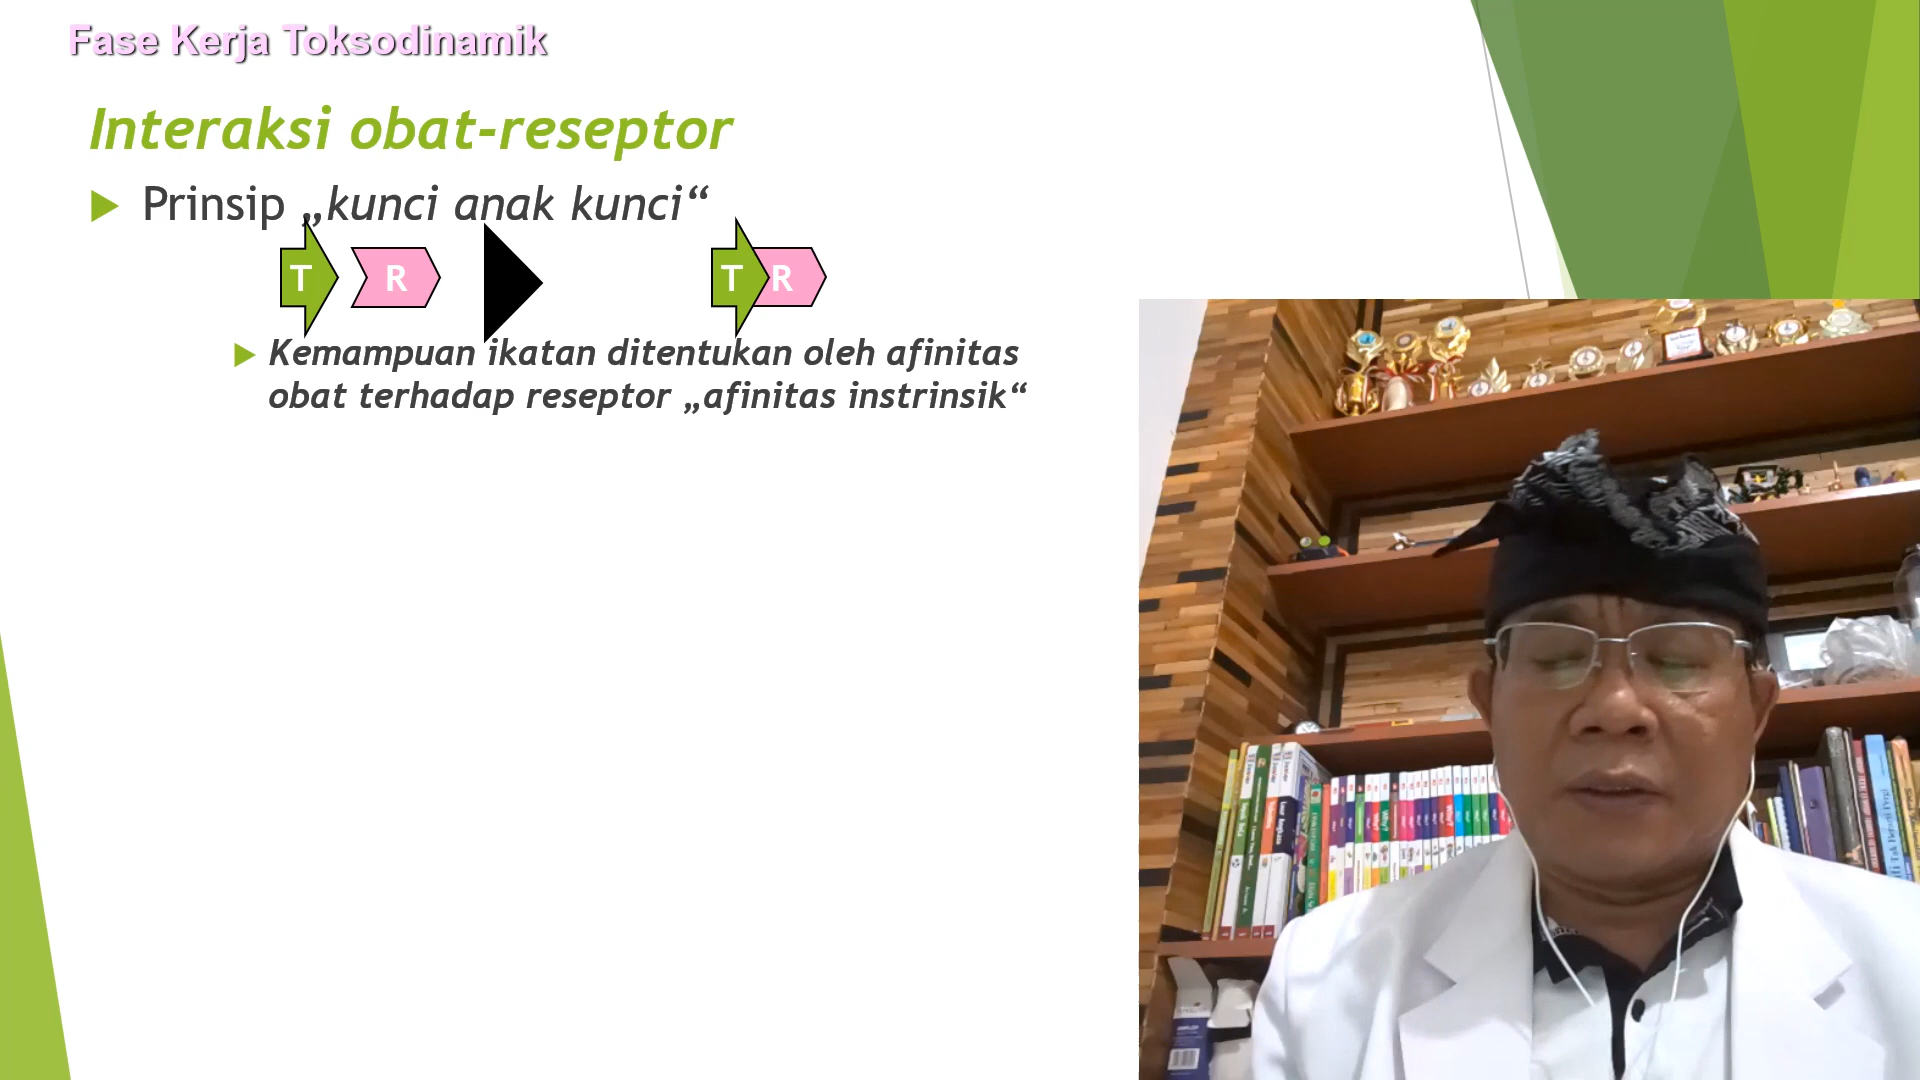 Fase Kerja Toksodinamik
Interaksi obat-reseptor
Prinsip „kunci anak kunci“
T R T R
Kemampuan ikatan ditentukan oleh afinitas
obat terhadap reseptor „afinitas instrinsik“